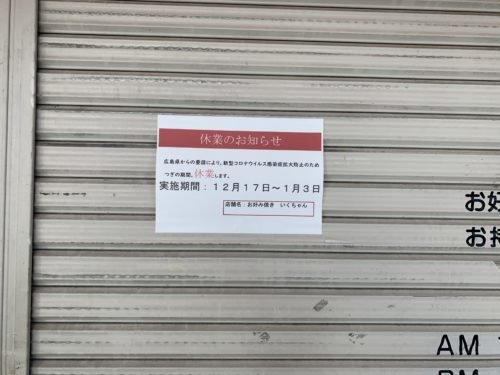 休業のお知らせ
広島県からの要請により、新型コロナウイルス感染症拡大防止のため
つぎの期間、休業します。
実施期間：12月17日～1月3日
店舗名：お好み焼き　いくちゃん
お好
お持
AM
PM